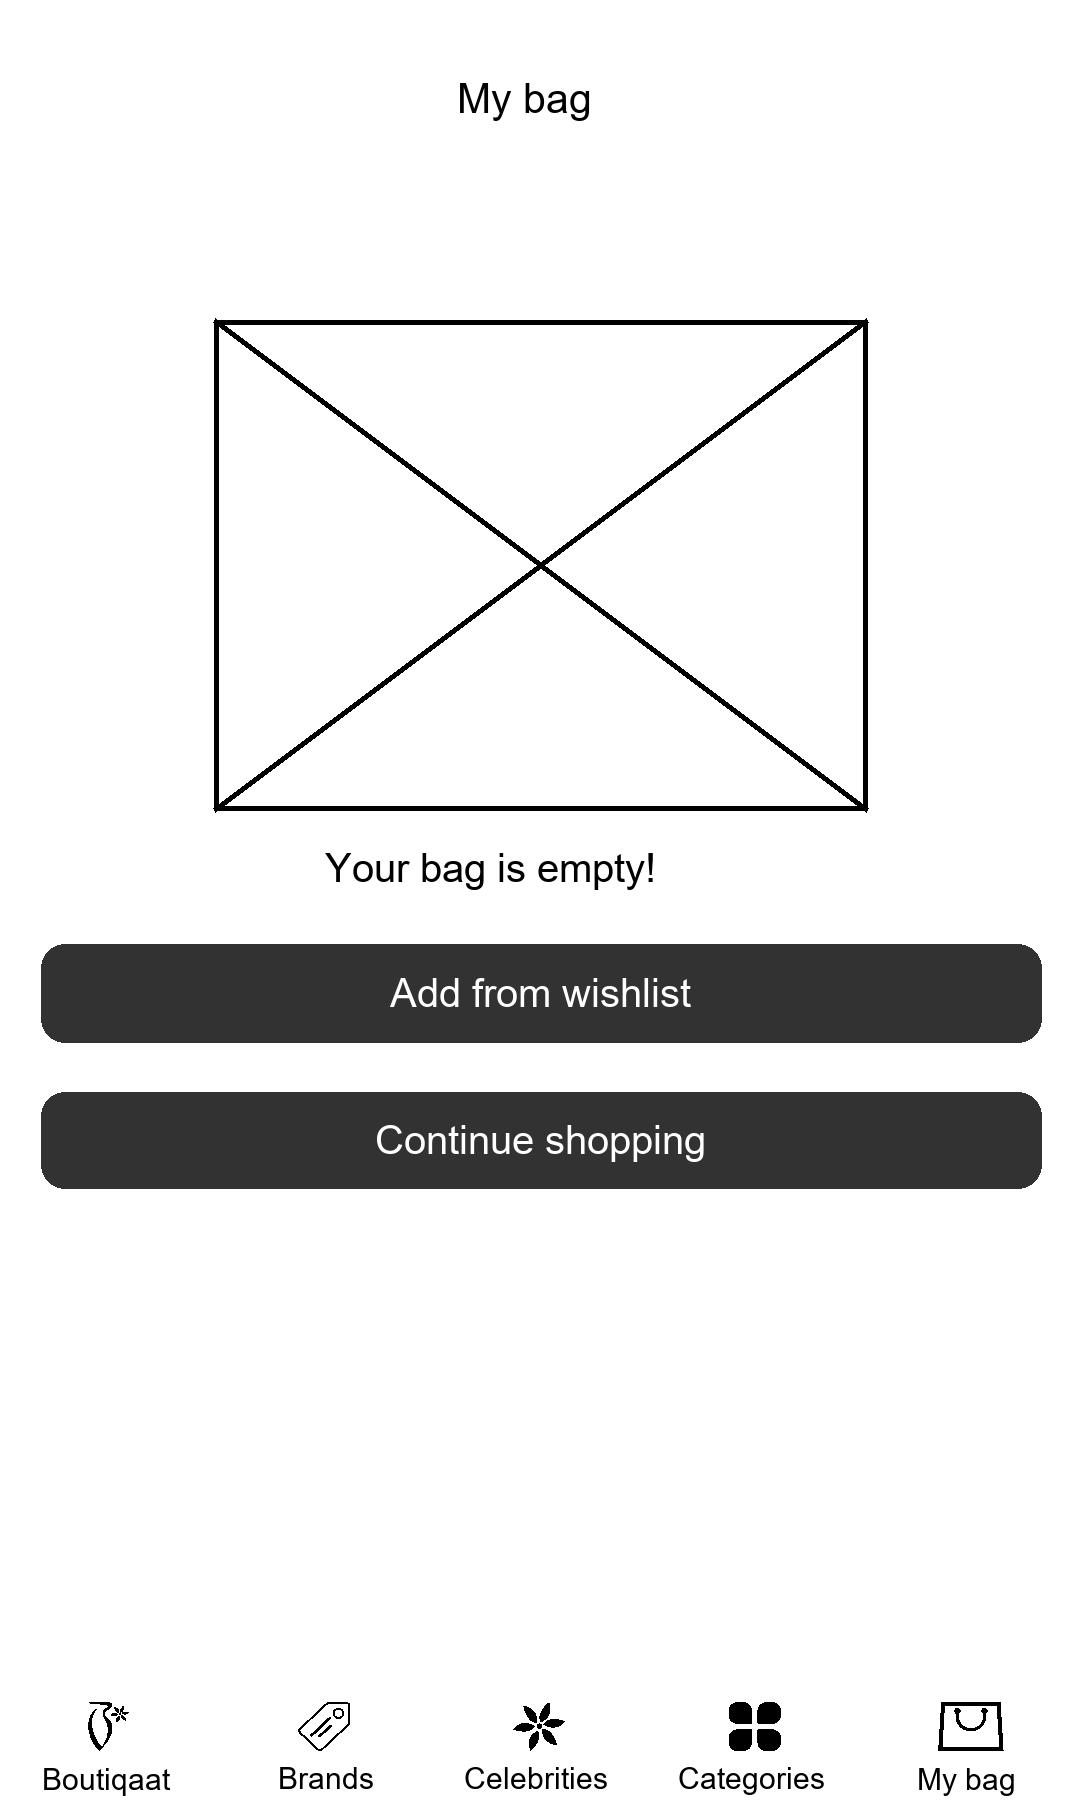 My bag
Your bag is empty!
Add from wishlist
Continue shopping
Boutiqaat
Brands
Celebrities
Categories
My bag